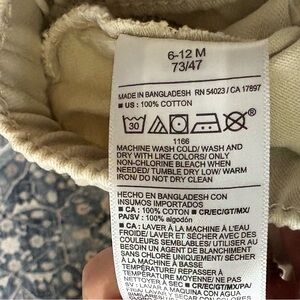 6-12 M
73/47
MADE IN BANGLADESH RN 54023 / CA 17897
■ US : 100% COTTON
30
1166
MACHINE WASH COLD/ WASH AND
DRY WITH LIKE COLORS/ ONLY
NON-CHLORINE BLEACH WHEN
NEEDED/ TUMBLE DRY LOW/ WARM
IRON/ DO NOT DRY CLEAN
HECHO EN BANGLADESH CON
INSUMOS IMPORTADOS
■ CA : 100% COTON ■ CR/EC/GT/MX/
PA/SV : 100% algodón
■ CA : LAVER À LA MACHINE À L'EAU
FROIDE/ LAVER ET SÉCHER AVEC DES
COULEURS SEMBLABLES/ UTILISER AU
BESOIN UN AGENT DE BLANCHIMENT
SANS CHLORE UNIQUEMENT/ SÉCHER
À LA MACHINE À BASSE
TEMPÉRATURE/ REPASSER À
TEMPÉRATURE MOYENNE/ NE PAS
NETTOYER À SEC ■ CR/EC/GT/MX/
SV : LAVAR A MAQUINA CON AGUA